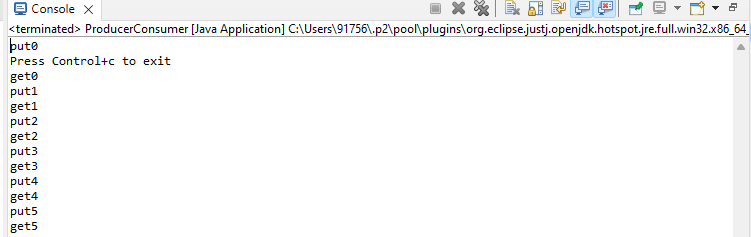 Console
<terminated> ProducerConsumer [Java Application] C:\Users\91756\.p2\pool\plugins\org.eclipse.justj.openjdk.hotspot.jre.full.win32.x86_64_
put0
Press Control+c to exit
get0
put1
get1
put2
get2
put3
get3
put4
get4
put5
get5